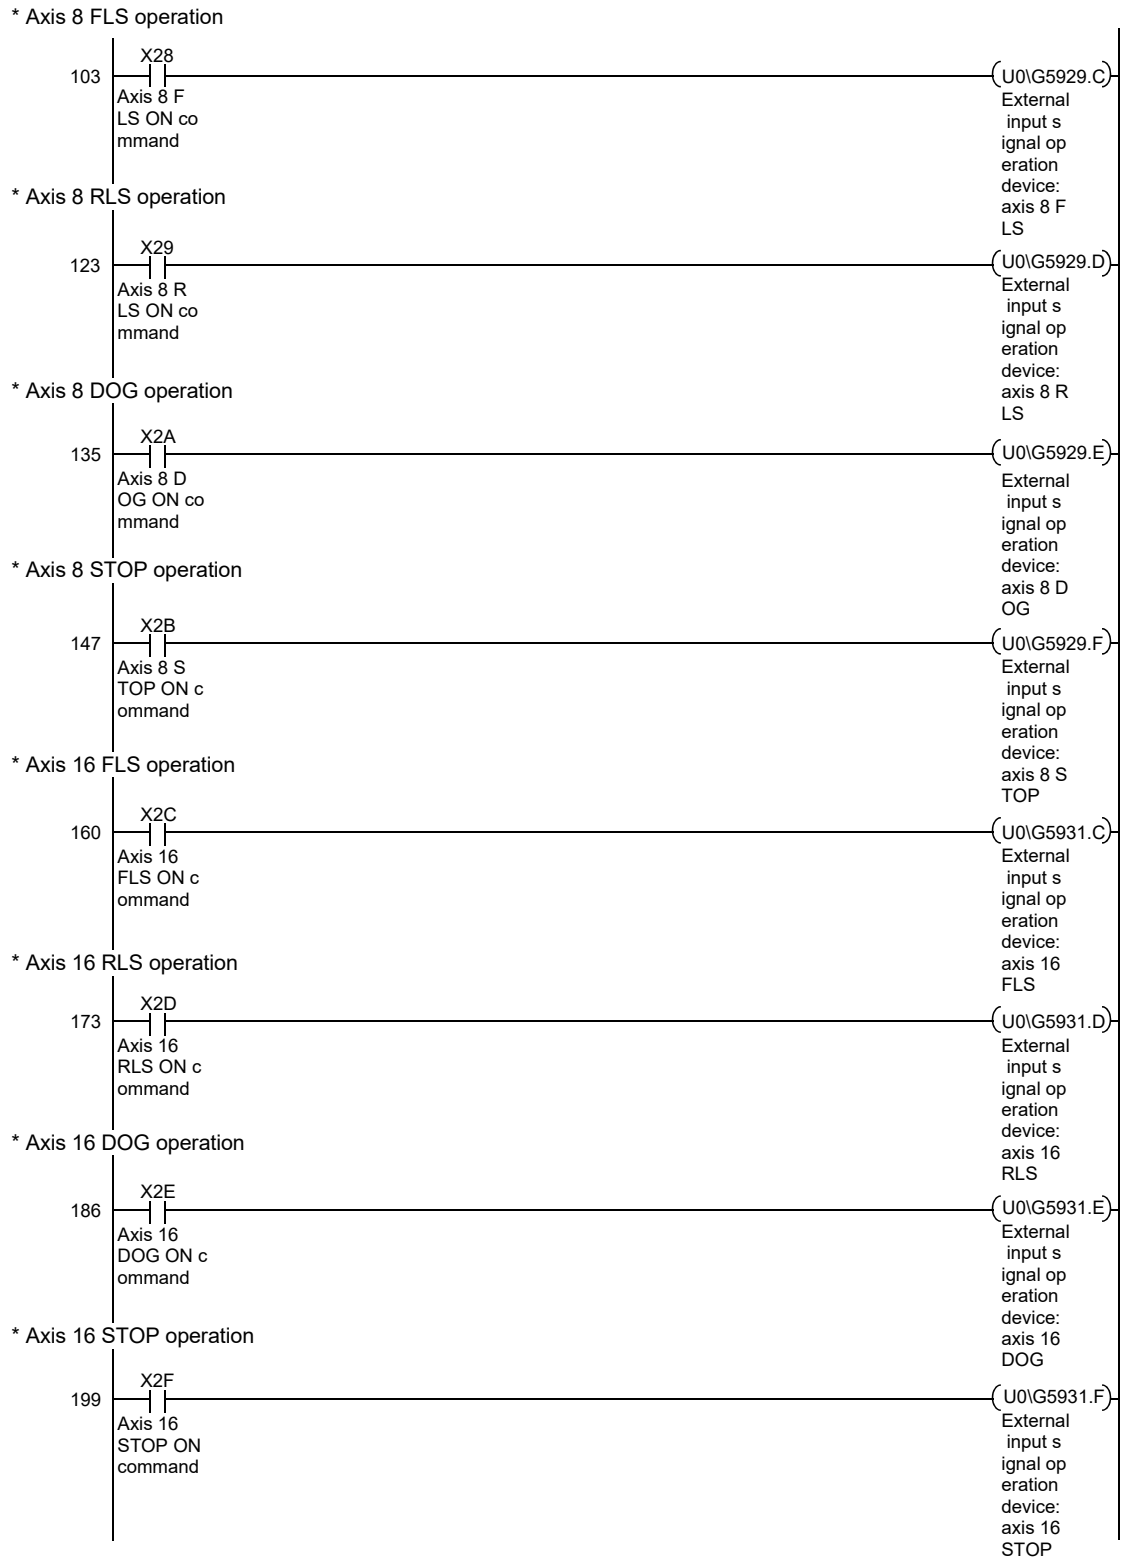 * Axis 8 FLS operation
X28
103
(U0\G5929.C)
Axis 8 F
LS ON co
mmand
External
input s
ignal op
eration
device:
axis 8 F
LS
* Axis 8 RLS operation
X29
123
(U0\G5929.D)
Axis 8 R
LS ON co
mmand
External
input s
ignal op
eration
device:
axis 8 R
LS
* Axis 8 DOG operation
X2A
135
(U0\G5929.E)
Axis 8 D
OG ON co
mmand
External
input s
ignal op
eration
device:
axis 8 D
OG
* Axis 8 STOP operation
X2B
147
(U0\G5929.F)
Axis 8 S
TOP ON c
ommand
External
input s
ignal op
eration
device:
axis 8 S
TOP
* Axis 16 FLS operation
X2C
160
(U0\G5931.C)
Axis 16
FLS ON c
ommand
External
input s
ignal op
eration
device:
axis 16
FLS
* Axis 16 RLS operation
X2D
173
(U0\G5931.D)
Axis 16
RLS ON c
ommand
External
input s
ignal op
eration
device:
axis 16
RLS
* Axis 16 DOG operation
X2E
186
(U0\G5931.E)
Axis 16
DOG ON c
ommand
External
input s
ignal op
eration
device:
axis 16
DOG
* Axis 16 STOP operation
X2F
199
(U0\G5931.F)
Axis 16
STOP ON
command
External
input s
ignal op
eration
device:
axis 16
STOP